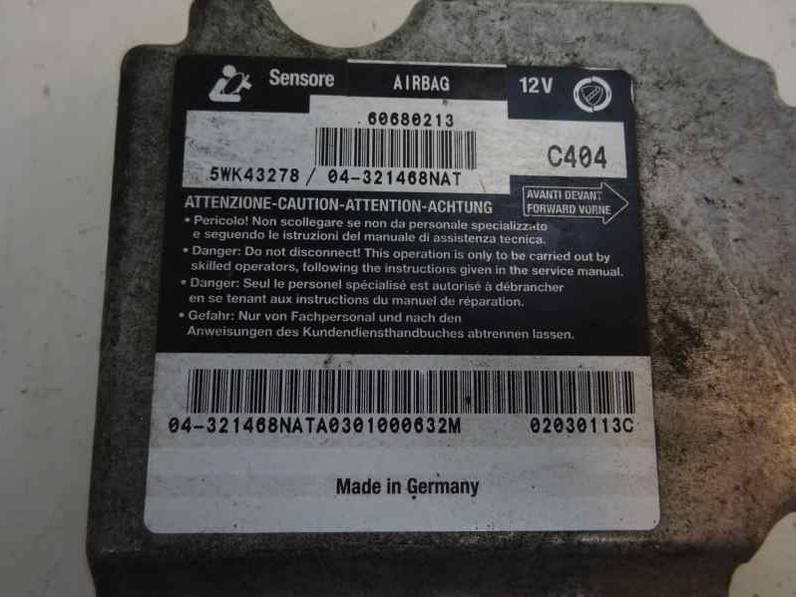 Sensore AIRBAG 12V
60680213
C404
5WK43278 / 04-321468NAT
ATTENZIONE-CAUTION-ATTENTION-ACHTUNG
AVANTI DEVANT
FORWARD VORNE
• Pericolo! Non scollegare se non da personale specializzato
e seguendo le istruzioni del manuale di assistenza tecnica.
• Danger: Do not disconnect! This operation is only to be carried out by
skilled operators, following the instructions given in the service manual.
• Danger: Seul le personel spécialisé est autorisé à débrancher
en se tenant aux instructions du manuel de réparation.
• Gefahr: Nur von Fachpersonal und nach den
Anweisungen des Kundendiensthandbuches abtrennen lassen.
04-321468NATA0301000632M 02030113C
Made in Germany